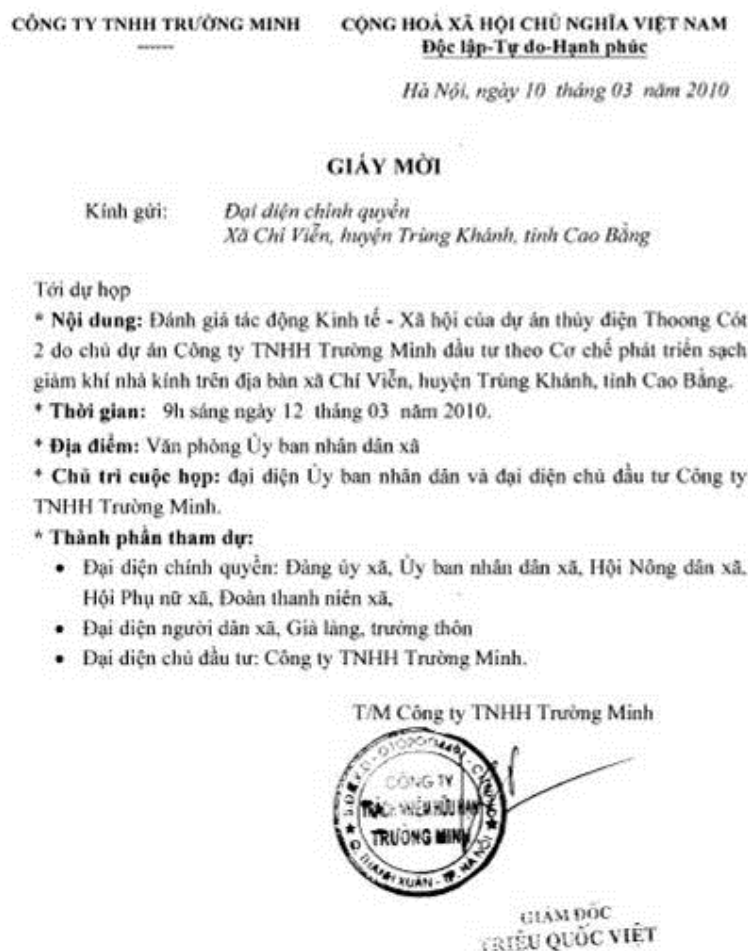 CÔNG TY TNHH TRƯỜNG MINH
------
CỘNG HOÀ XÃ HỘI CHỦ NGHĨA VIỆT NAM
Độc lập-Tự do-Hạnh phúc
Hà Nội, ngày 10 tháng 03 năm 2010
GIẤY MỜI
Kính gửi: Đại diện chính quyền
Xã Chí Viễn, huyện Trùng Khánh, tỉnh Cao Bằng
Tới dự họp
* Nội dung: Đánh giá tác động Kinh tế - Xã hội của dự án thủy điện Thoong Cót
2 do chủ dự án Công ty TNHH Trường Minh đầu tư theo Cơ chế phát triển sạch
giảm khí nhà kính trên địa bàn xã Chí Viễn, huyện Trùng Khánh, tỉnh Cao Bằng.
* Thời gian: 9h sáng ngày 12 tháng 03 năm 2010.
* Địa điểm: Văn phòng Ủy ban nhân dân xã
* Chủ trì cuộc họp: đại diện Ủy ban nhân dân và đại diện chủ đầu tư Công ty
TNHH Trường Minh.
* Thành phần tham dự:
• Đại diện chính quyền: Đảng ủy xã, Ủy ban nhân dân xã, Hội Nông dân xã,
Hội Phụ nữ xã, Đoàn thanh niên xã,
• Đại diện người dân xã, Già làng, trưởng thôn
• Đại diện chủ đầu tư: Công ty TNHH Trường Minh.
T/M Công ty TNHH Trường Minh
CÔNG TY
TRÁCH NHIỆM HỮU HẠN
TRƯỜNG MINH
Q. THANH XUÂN - TP. HÀ NỘI
GIÁM ĐỐC
TRIỆU QUỐC VIỆT